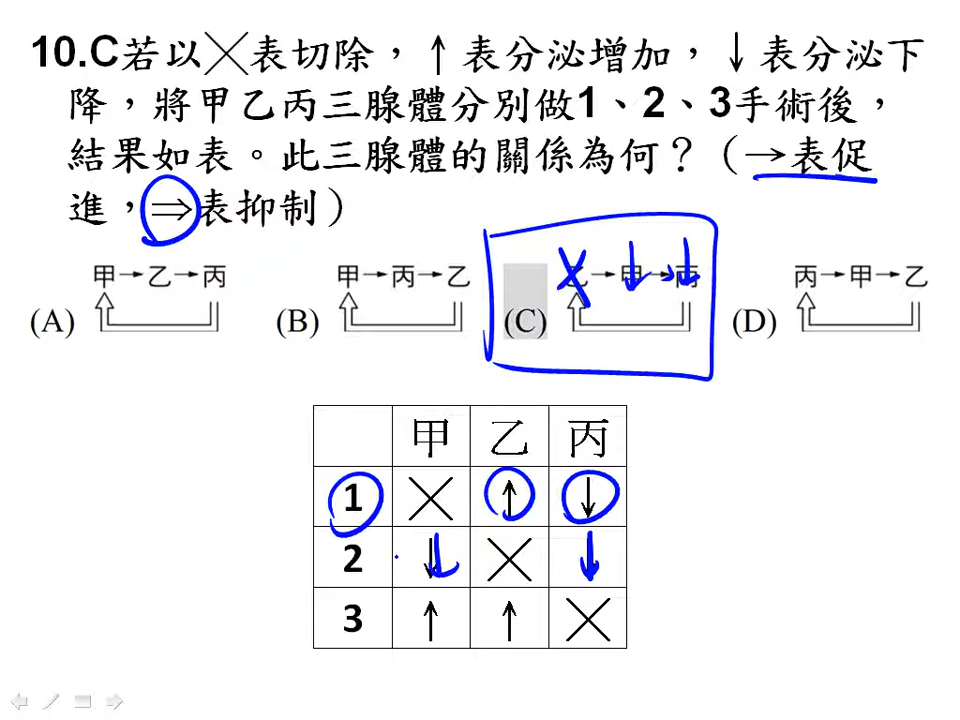 10.C若以╳表切除，↑表分泌增加，↓表分泌下
降，將甲乙丙三腺體分別做1、2、3手術後，
結果如表。此三腺體的關係為何？（→表促
進，⇒表抑制）
甲→乙→丙 甲→丙→乙 乙→甲→丙 丙→甲→乙
(A) (B) (C) (D)
甲 乙 丙
1 ╳ ↑ ↓
2 ↓ ╳ ↓
3 ↑ ↑ ╳